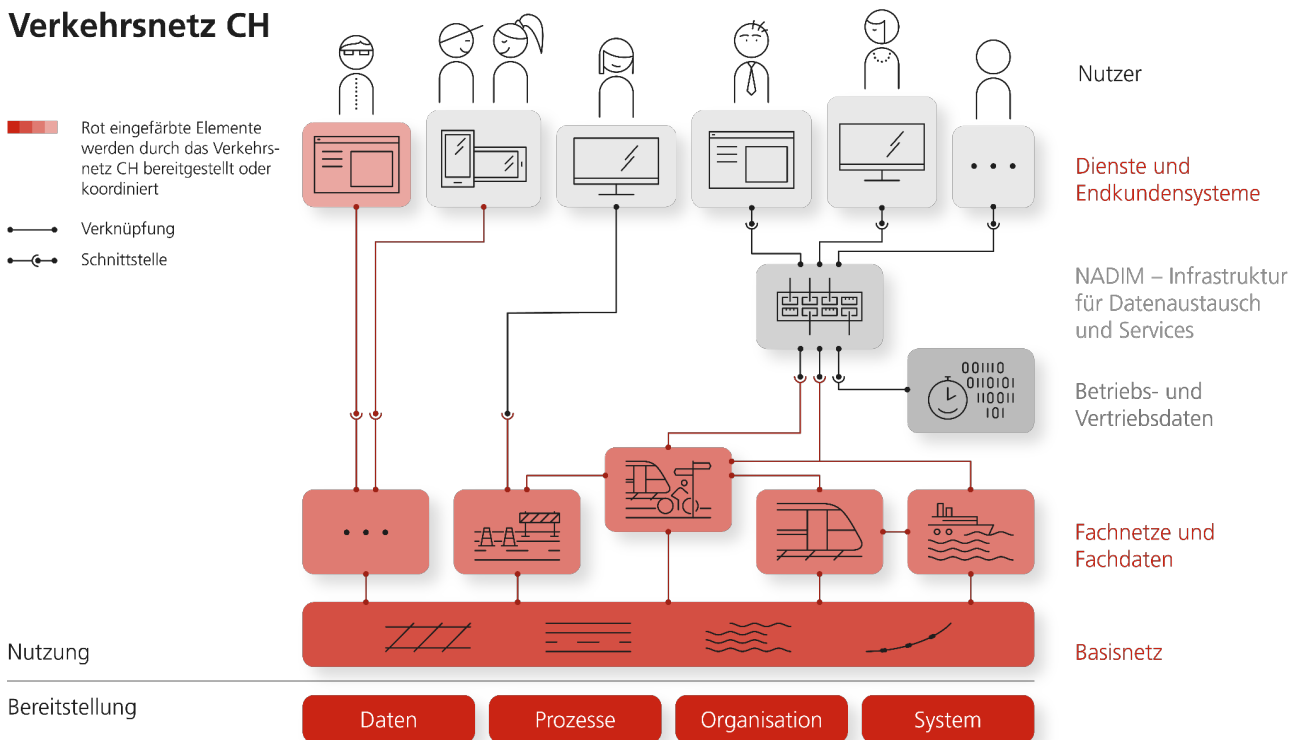 Verkehrsnetz CH
Nutzer
Rot eingefärbte Elemente
werden durch das Verkehrs-
netz CH bereitgestellt oder
koordiniert
Dienste und
Endkundensysteme
Verknüpfung
Schnittstelle
NADIM – Infrastruktur
für Datenaustausch
und Services
00110
0110101
110011
101
Betriebs- und
Vertriebsdaten
Fachnetze und
Fachdaten
Nutzung
Basisnetz
Bereitstellung
Daten
Prozesse
Organisation
System